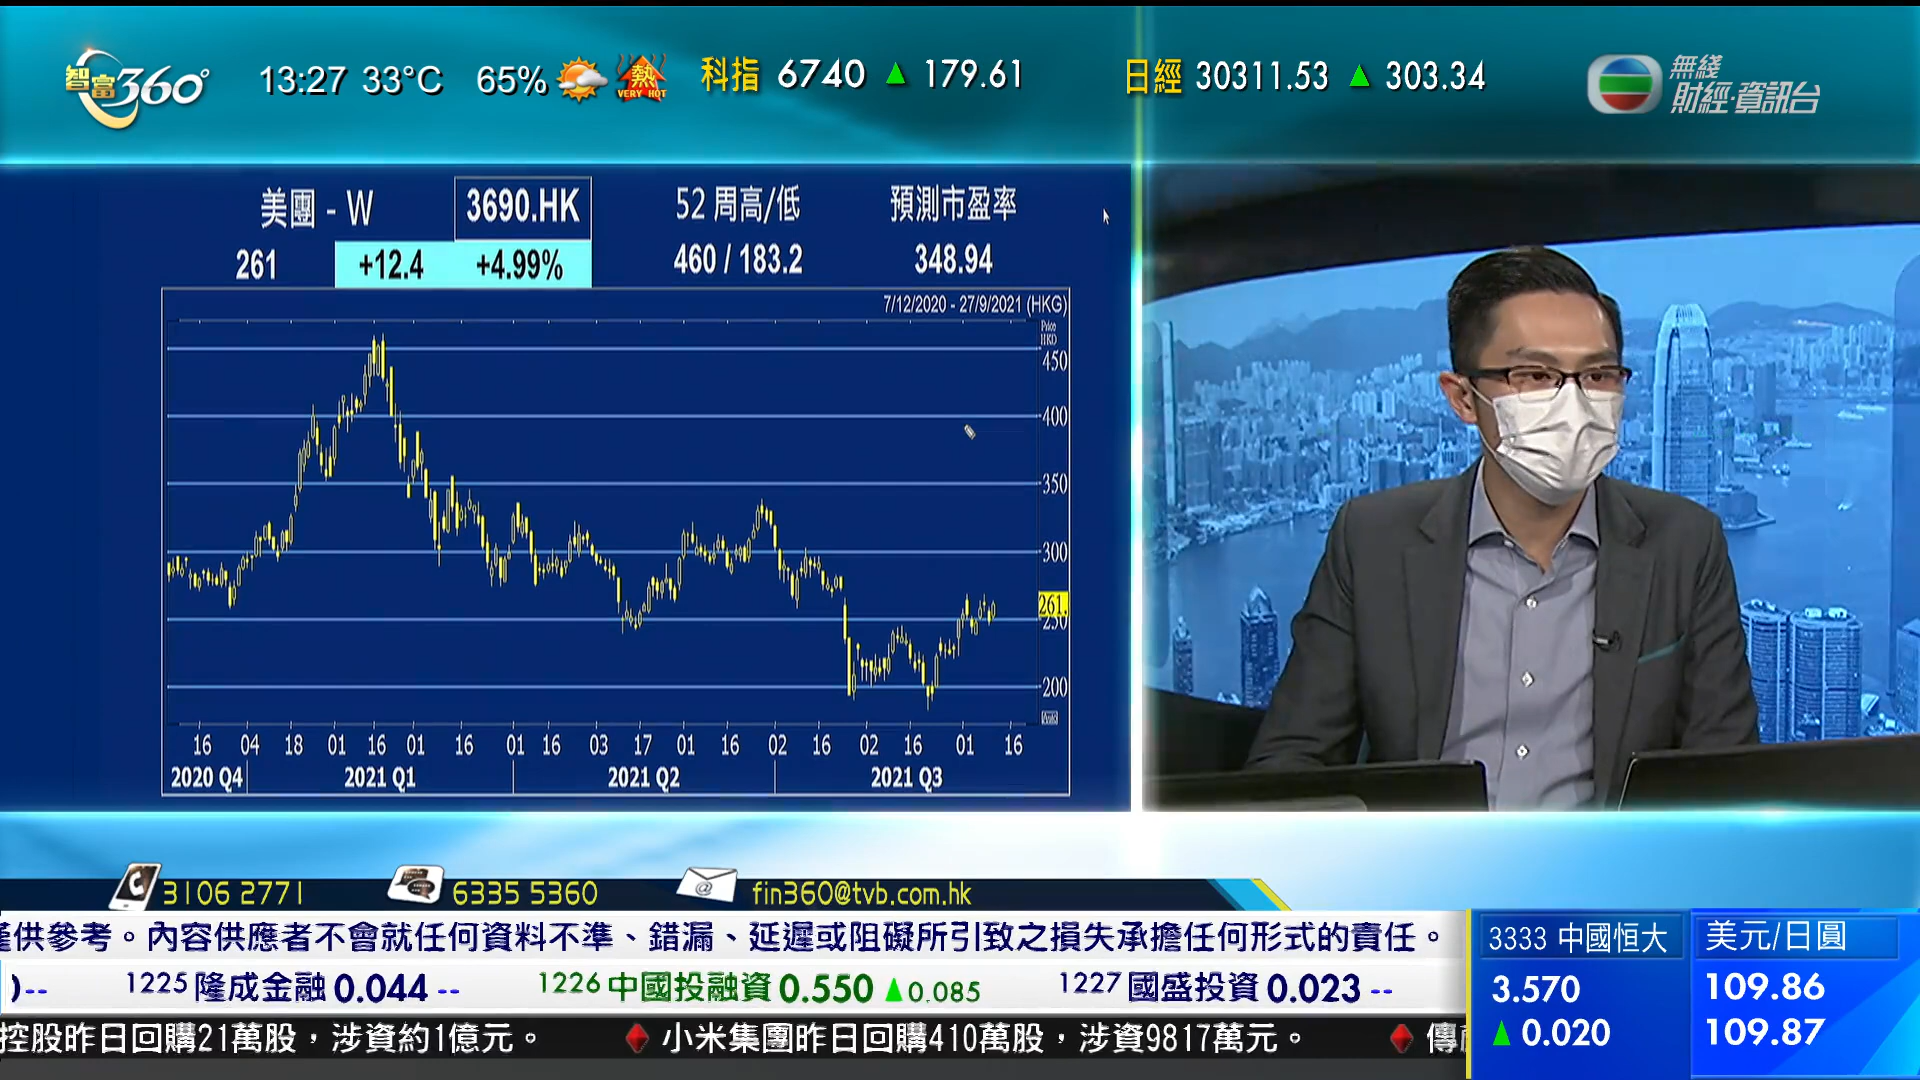 智富360°
13:27 33°C 65%
熱
VERY HOT
科指 6740 ▲ 179.61
日經 30311.53 ▲ 303.34
無綫
財經·資訊台
美團 - W 3690.HK 52 周高/低 預測市盈率
261 +12.4 +4.99% 460 / 183.2 348.94
7/12/2020 - 27/9/2021 (HKG)
Price
HKD
450
400
350
300
261.
250
200
Auto
16 04 18 01 16 01 16 01 16 03 17 01 16 02 16 02 16 01 16
2020 Q4 2021 Q1 2021 Q2 2021 Q3
3106 2771 6335 5360 fin360@tvb.com.hk
僅供參考。內容供應者不會就任何資料不準、錯漏、延遲或阻礙所引致之損失承擔任何形式的責任。
-- 1225 隆成金融 0.044 -- 1226 中國投融資 0.550 ▲0.085 1227 國盛投資 0.023 --
控股昨日回購21萬股，涉資約1億元。 小米集團昨日回購410萬股，涉資9817萬元。 傳
3333 中國恒大
3.570
▲ 0.020
美元/日圓
109.86
109.87